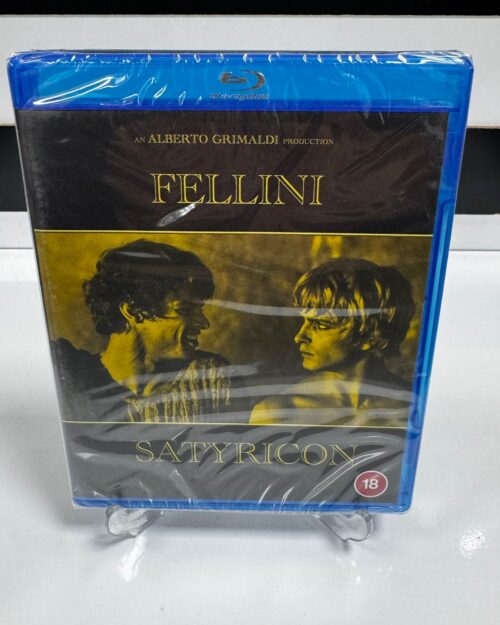 AN ALBERTO GRIMALDI PRODUCTION
FELLINI
SATYRICON
18